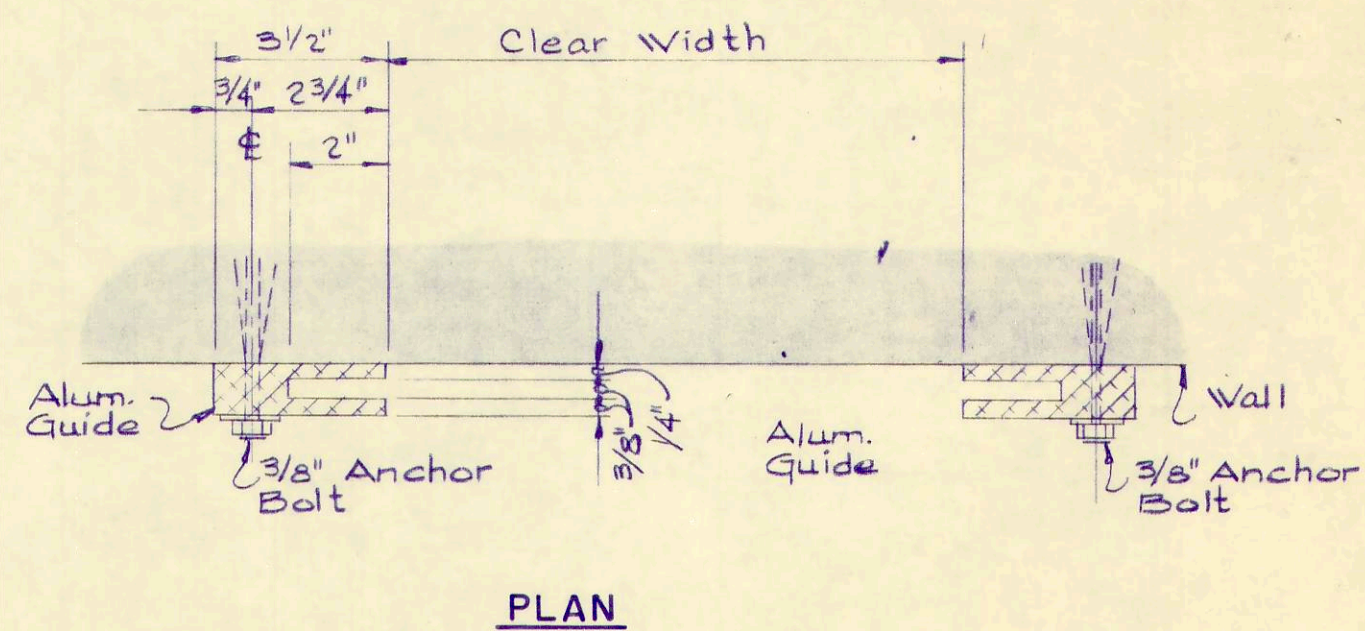 3 1/2"
Clear Width
3/4"
2 3/4"
℄
2"
Alum.
Guide
3/8" Anchor
Bolt
3/8"
1/4"
Alum.
Guide
Wall
3/8" Anchor
Bolt
PLAN